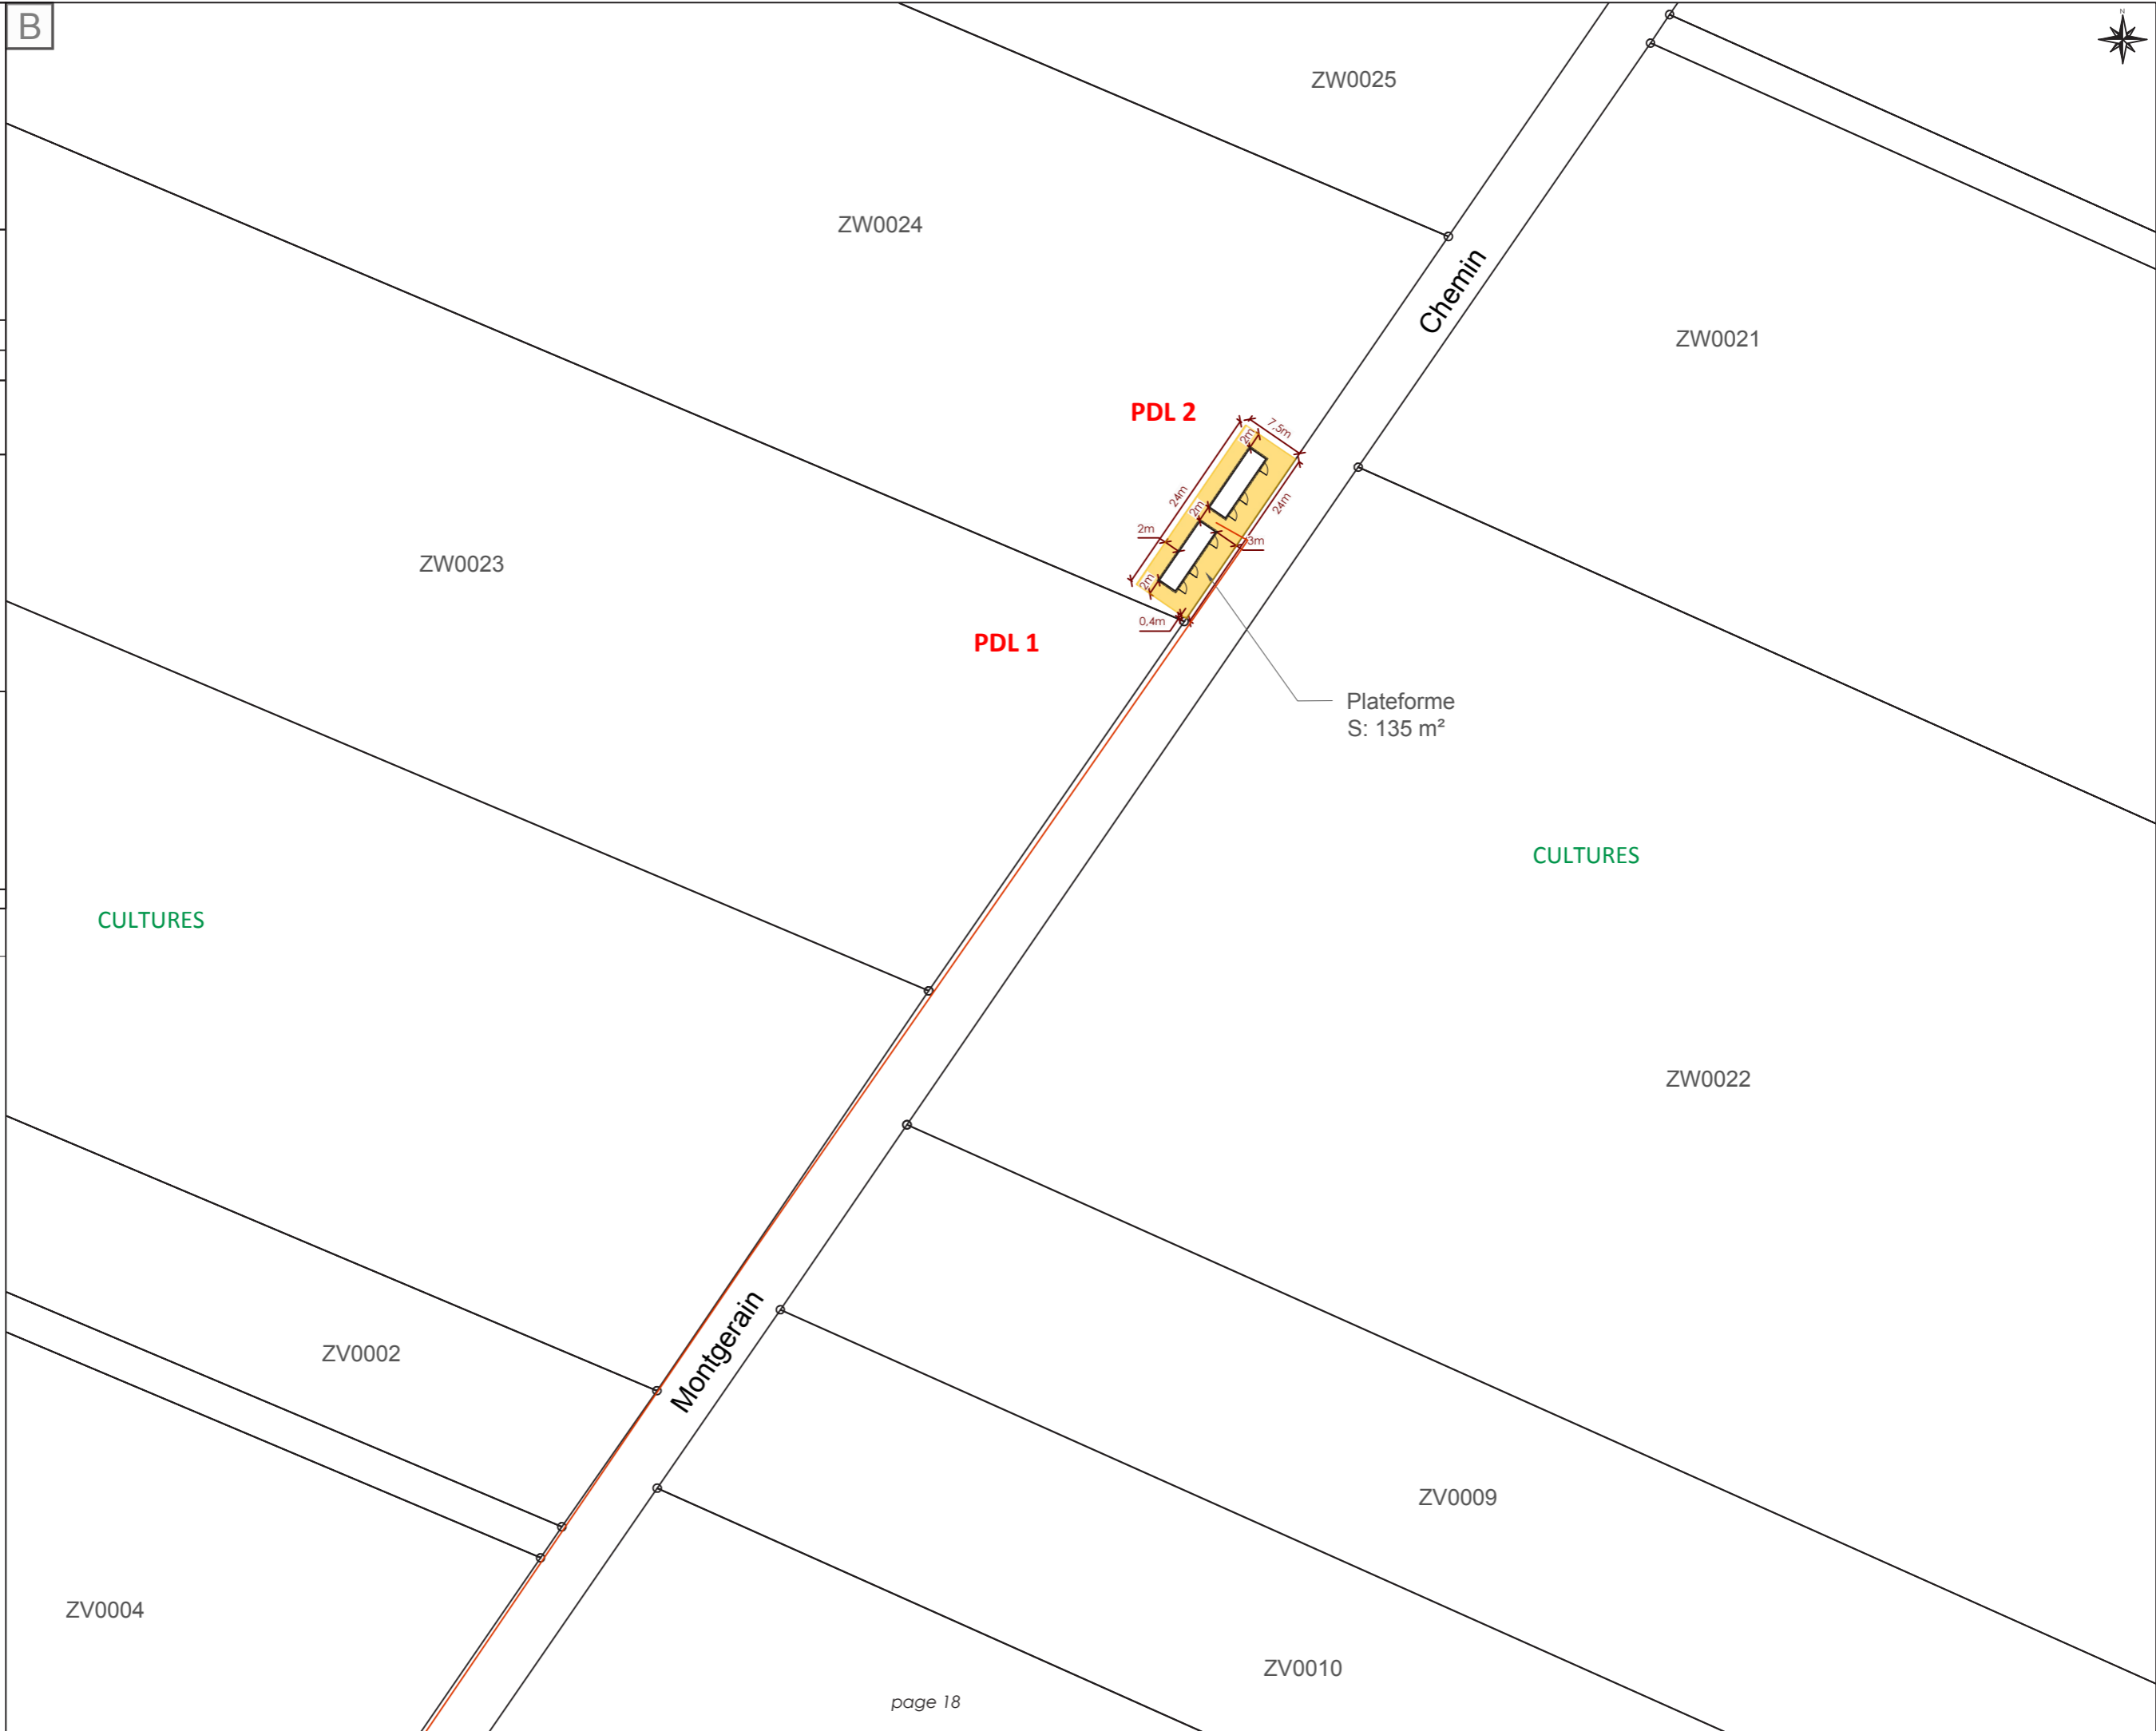 B
N
ZW0025
ZW0024
Chemin
ZW0021
PDL 2
7,5m
2m
24m
2m
24m
2m
3m
ZW0023
2m
0,4m
PDL 1
Plateforme
S: 135 m²
CULTURES
CULTURES
ZW0022
Montgerain
ZV0002
ZV0009
ZV0004
ZV0010
page 18